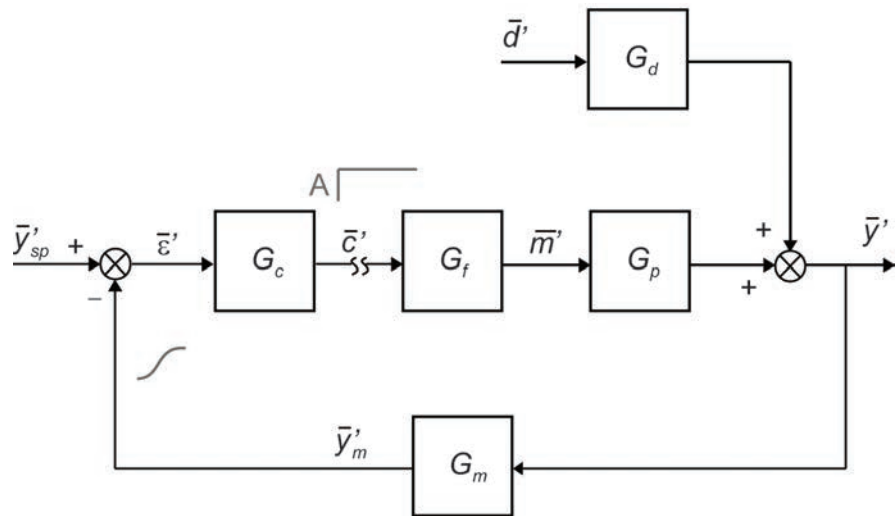 d̄'
G_d
A
ȳ'_sp
+
ε̄'
G_c
c̄'
G_f
m̄'
G_p
+
+
ȳ'
−
ȳ'_m
G_m